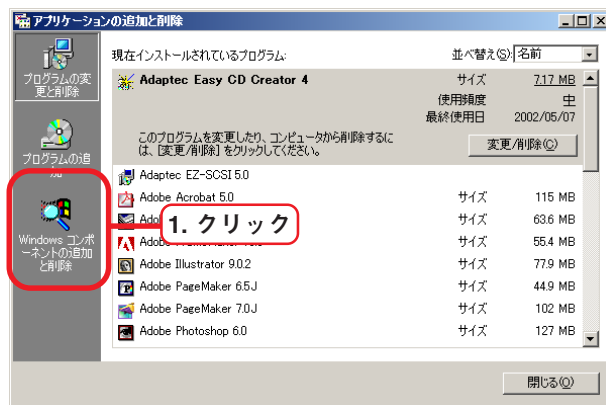 アプリケーションの追加と削除
プログラムの変
更と削除
プログラムの追
加
Windows コンポ
ーネントの追加
と削除
現在インストールされているプログラム:
並べ替え(S): 名前
Adaptec Easy CD Creator 4
サイズ 7.17 MB
使用頻度 中
最終使用日 2002/05/07
このプログラムを変更したり、コンピュータから削除するに
は、[変更/削除] をクリックしてください。
変更/削除(C)
Adaptec EZ-SCSI 5.0
Adobe Acrobat 5.0 サイズ 115 MB
サイズ 63.6 MB
1. クリック
サイズ 55.4 MB
Adobe Illustrator 9.0.2 サイズ 77.9 MB
Adobe PageMaker 6.5J サイズ 44.9 MB
Adobe PageMaker 7.0J サイズ 102 MB
Adobe Photoshop 6.0 サイズ 127 MB
閉じる(O)